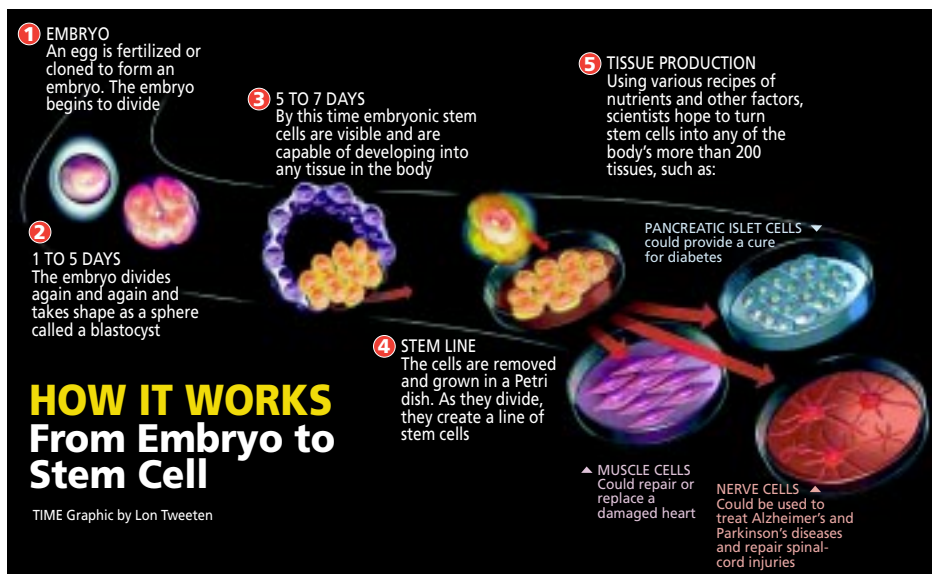 1 EMBRYO
An egg is fertilized or
cloned to form an
embryo. The embryo
begins to divide
2
1 TO 5 DAYS
The embryo divides
again and again and
takes shape as a sphere
called a blastocyst
3 5 TO 7 DAYS
By this time embryonic stem
cells are visible and are
capable of developing into
any tissue in the body
4 STEM LINE
The cells are removed
and grown in a Petri
dish. As they divide,
they create a line of
stem cells
5 TISSUE PRODUCTION
Using various recipes of
nutrients and other factors,
scientists hope to turn
stem cells into any of the
body's more than 200
tissues, such as:
PANCREATIC ISLET CELLS
could provide a cure
for diabetes
MUSCLE CELLS
Could repair or
replace a
damaged heart
NERVE CELLS
Could be used to
treat Alzheimer's and
Parkinson's diseases
and repair spinal-
cord injuries
HOW IT WORKS
From Embryo to
Stem Cell
TIME Graphic by Lon Tweeten